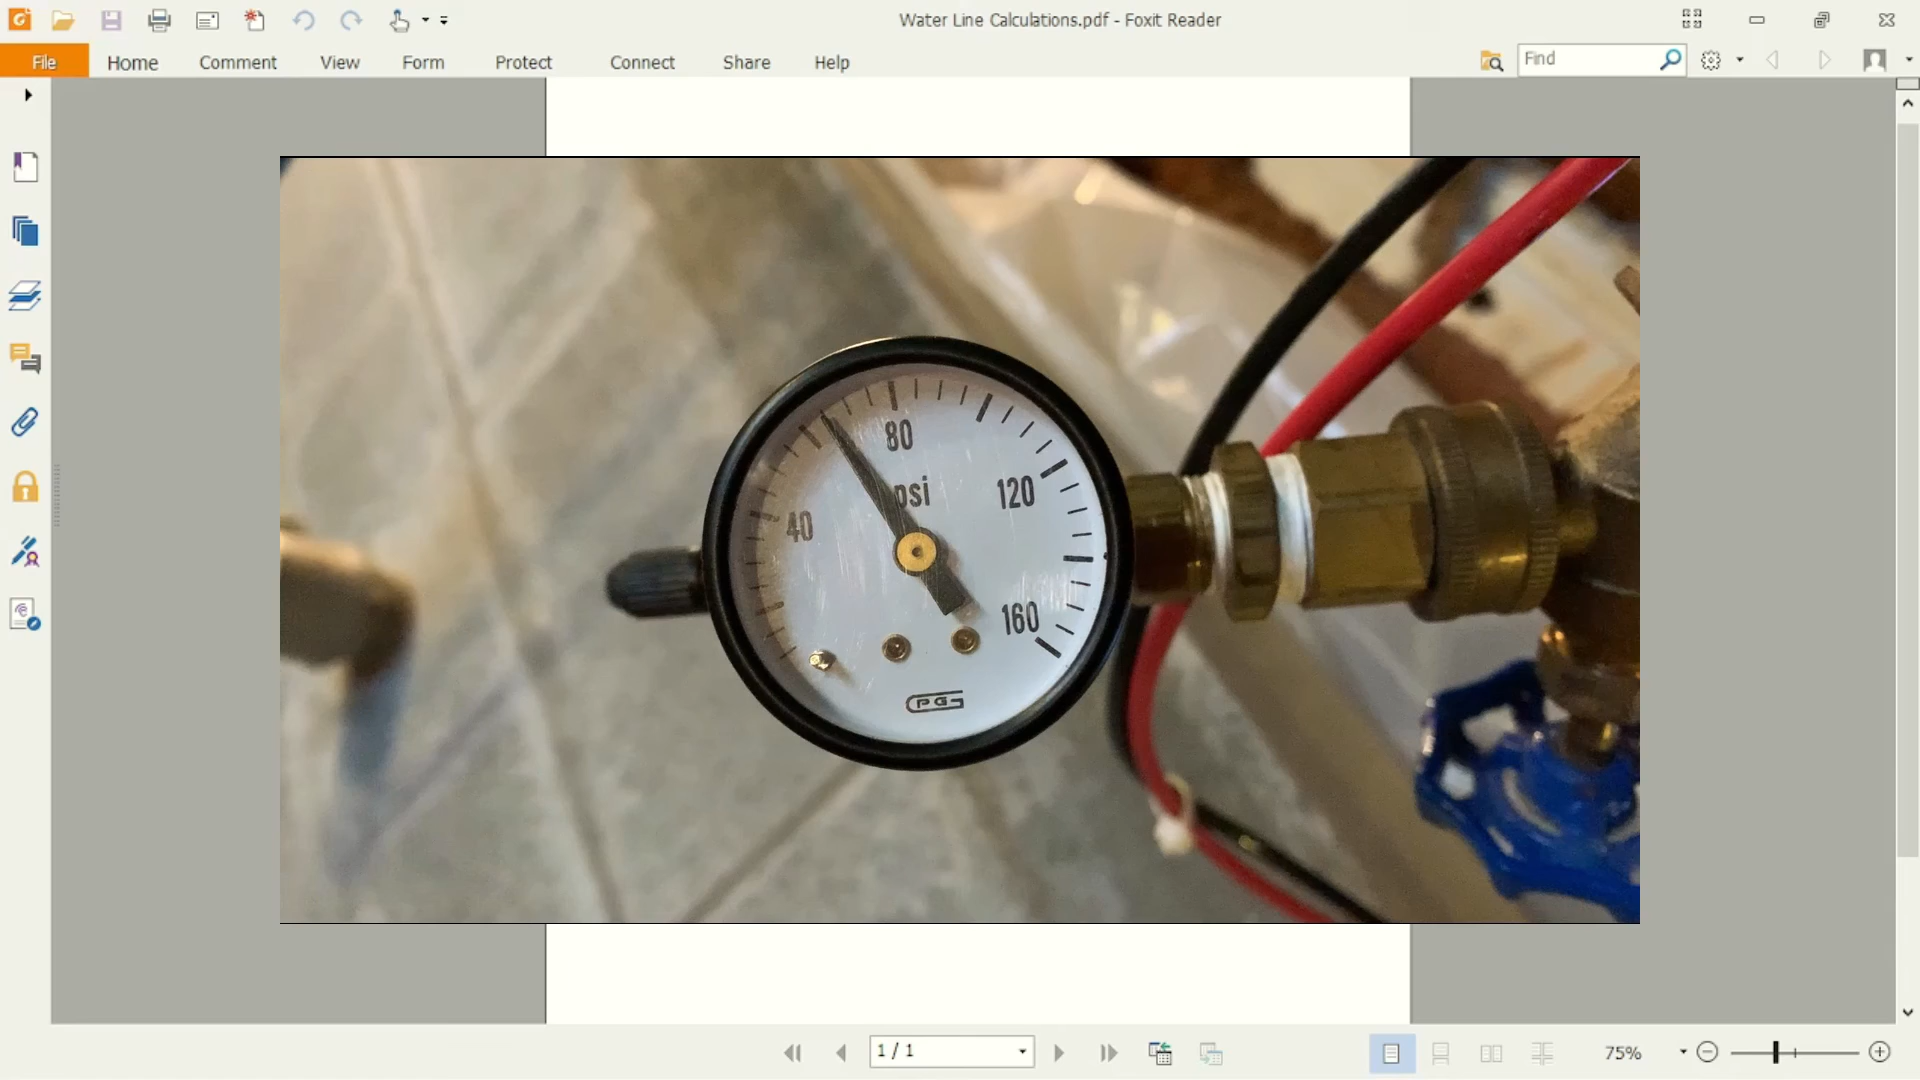 Water Line Calculations.pdf - Foxit Reader
File Home Comment View Form Protect Connect Share Help
Find
80
psi
40
120
160
CPG
1 / 1
75%